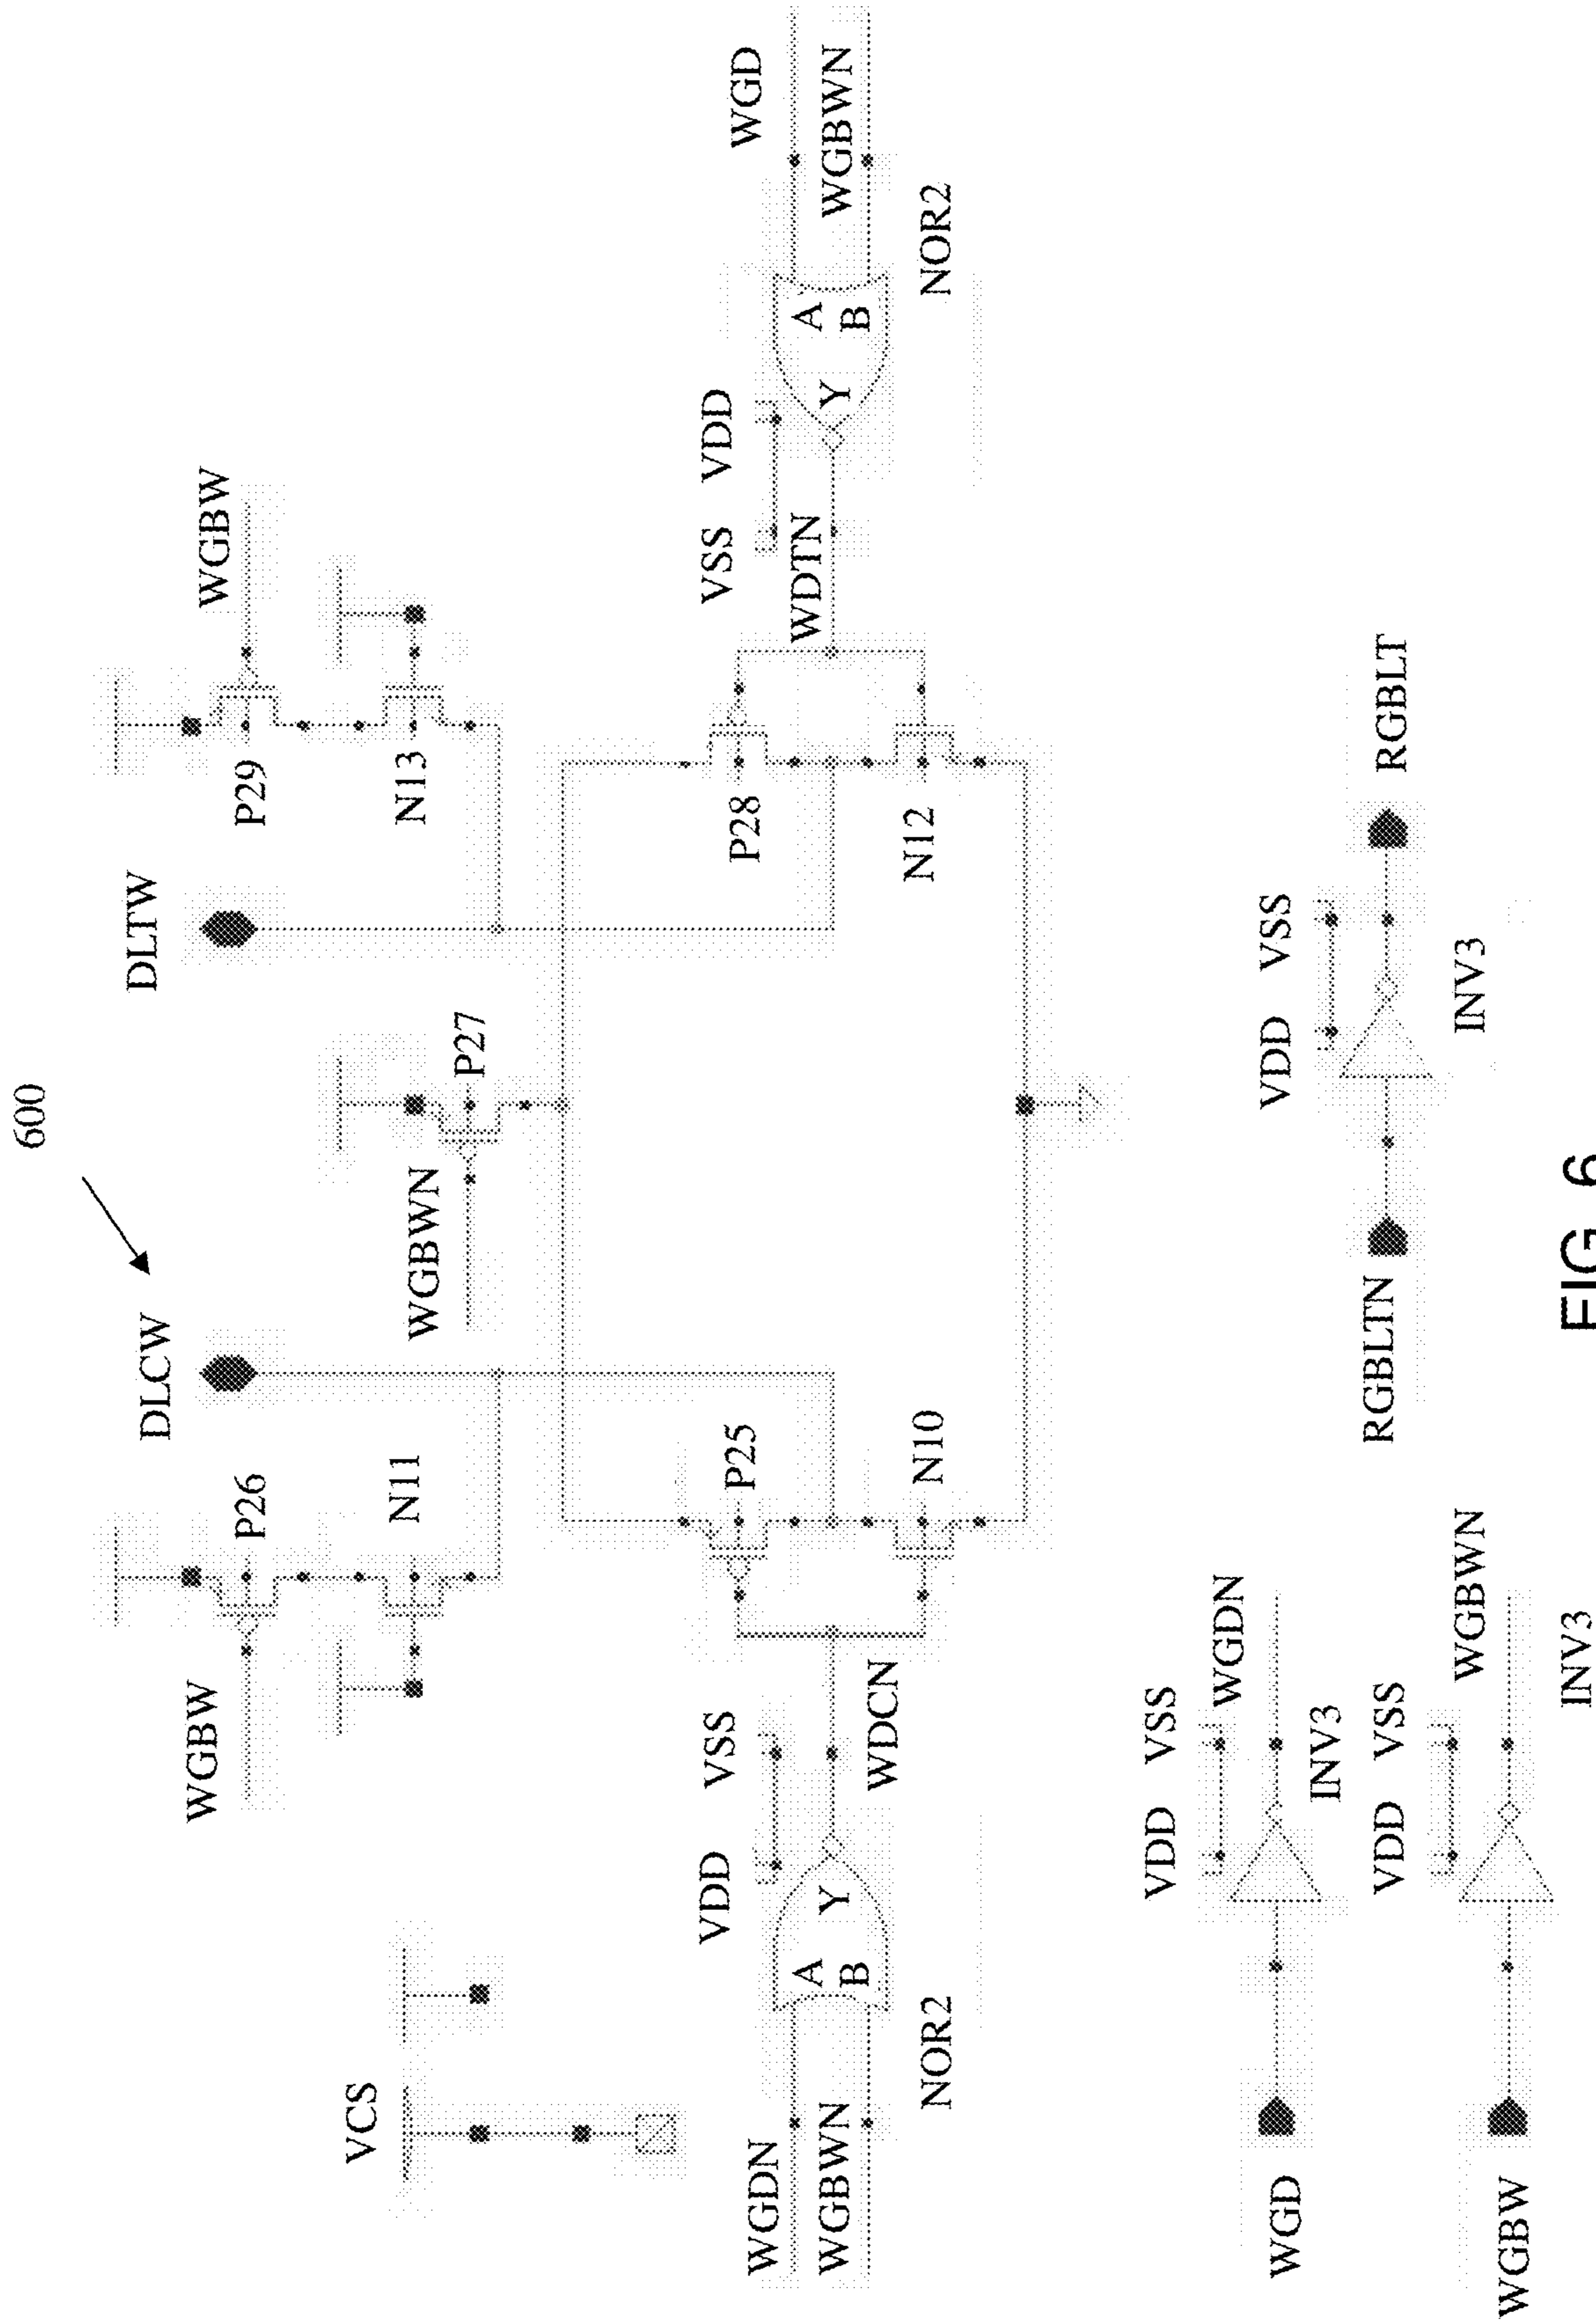 600
DLCW
DLTW
WGBW
P26
N11
WGBWN
P27
P29
WGBW
N13
VCS
VDD VSS
WGDN
WGBWN
A
B
Y
NOR2
WDCN
P25
N10
P28
N12
WDTN
VSS VDD
Y
A
B
WGD
WGBWN
NOR2
WGD
VDD VSS
WGDN
INV3
WGBW
VDD VSS
WGBWN
INV3
RGBLTN
VDD VSS
RGBLT
INV3
FIG. 6